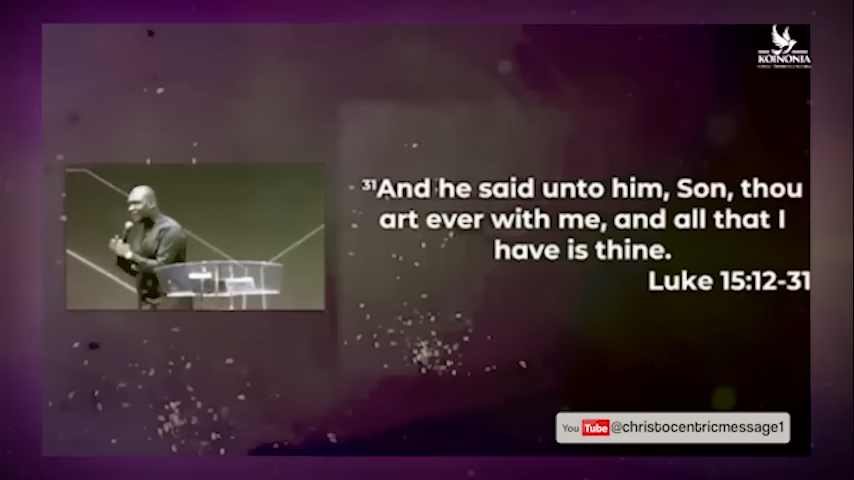 KOINONIA
³¹And he said unto him, Son, thou
art ever with me, and all that I
have is thine.
Luke 15:12-31
You Tube @christocentricmessage1